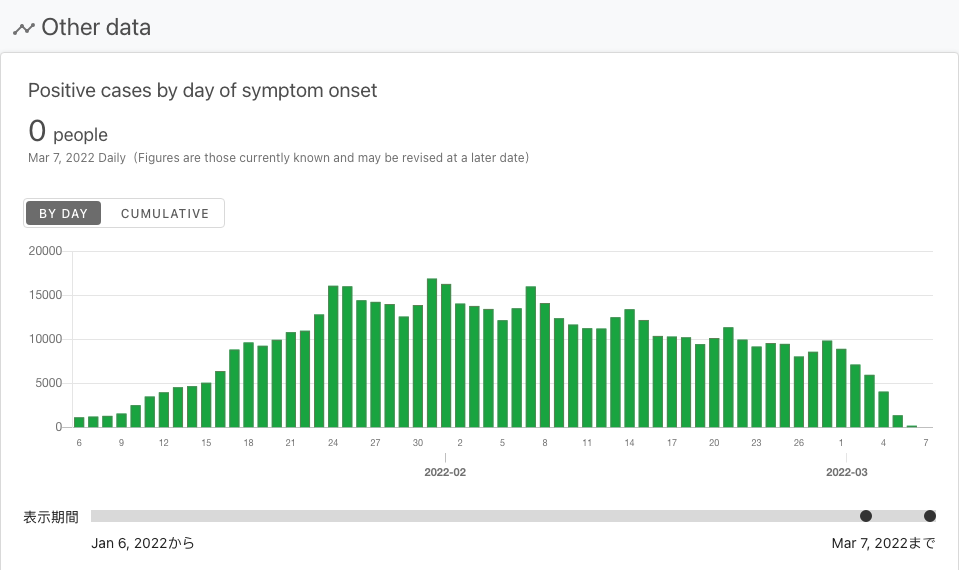 Other data
Positive cases by day of symptom onset
0 people
Mar 7, 2022 Daily（Figures are those currently known and may be revised at a later date）
BY DAY CUMULATIVE
20000
15000
10000
5000
0
6 9 12 15 18 21 24 27 30 2 5 8 11 14 17 20 23 26 1 4 7
2022-02 2022-03
表示期間
Jan 6, 2022から Mar 7, 2022まで